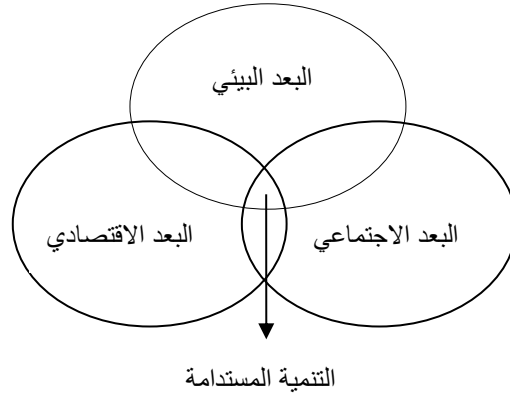 البعد البيئي
البعد الاجتماعي
البعد الاقتصادي
التنمية المستدامة